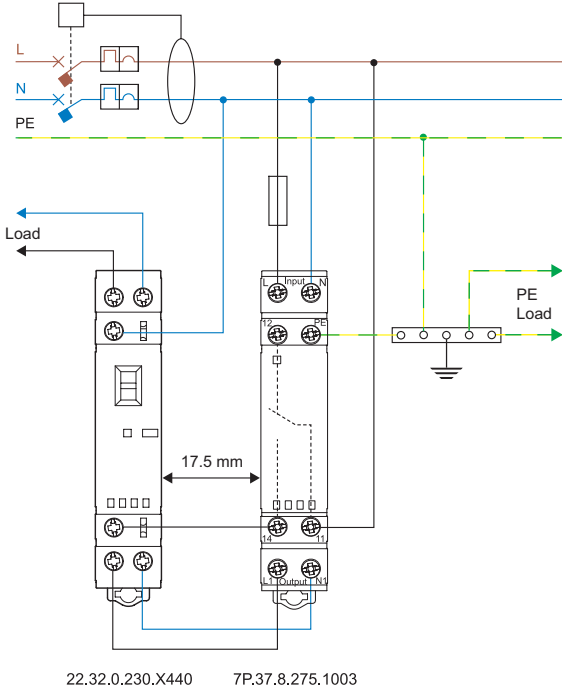 L
N
PE
Load
L Input N
12 PE
PE
Load
17.5 mm
14 11
L1 Output N1
22.32.0.230.X440 7P.37.8.275.1003